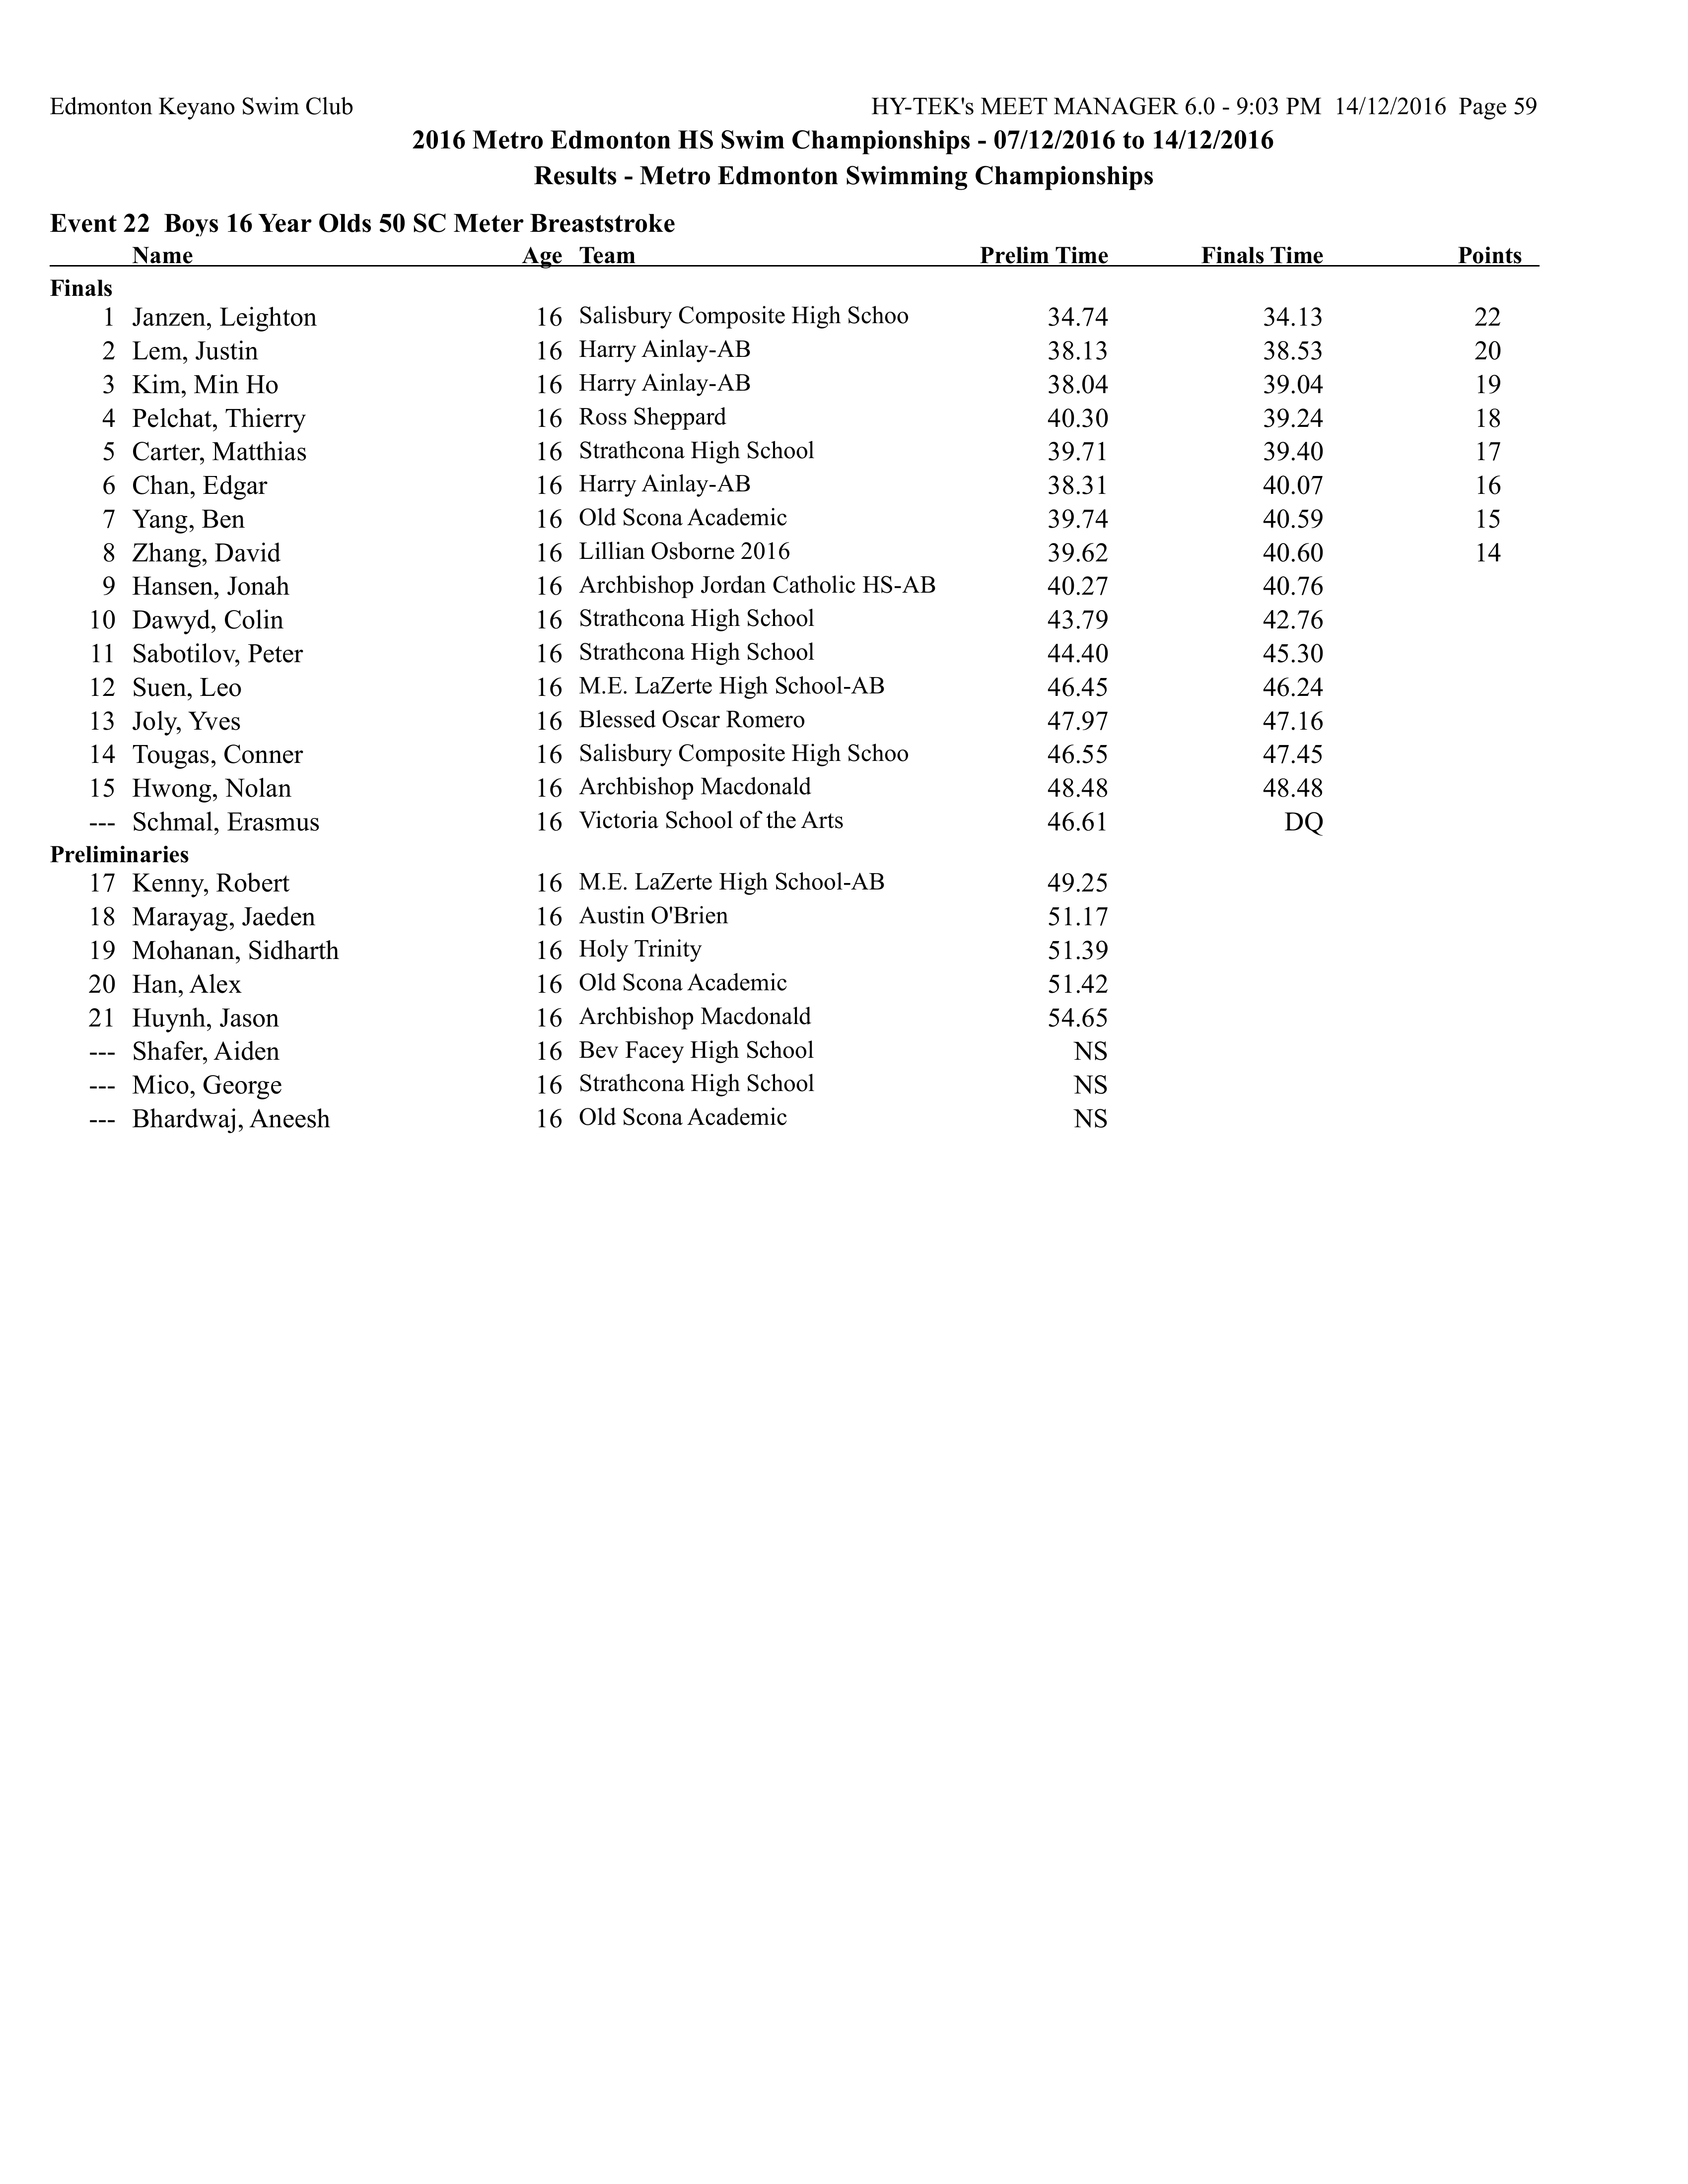 Edmonton Keyano Swim Club HY-TEK's MEET MANAGER 6.0 - 9:03 PM 14/12/2016 Page 59
2016 Metro Edmonton HS Swim Championships - 07/12/2016 to 14/12/2016
Results - Metro Edmonton Swimming Championships
Event 22 Boys 16 Year Olds 50 SC Meter Breaststroke
Name Age Team Prelim Time Finals Time Points
Finals
1 Janzen, Leighton 16 Salisbury Composite High Schoo 34.74 34.13 22
2 Lem, Justin 16 Harry Ainlay-AB 38.13 38.53 20
3 Kim, Min Ho 16 Harry Ainlay-AB 38.04 39.04 19
4 Pelchat, Thierry 16 Ross Sheppard 40.30 39.24 18
5 Carter, Matthias 16 Strathcona High School 39.71 39.40 17
6 Chan, Edgar 16 Harry Ainlay-AB 38.31 40.07 16
7 Yang, Ben 16 Old Scona Academic 39.74 40.59 15
8 Zhang, David 16 Lillian Osborne 2016 39.62 40.60 14
9 Hansen, Jonah 16 Archbishop Jordan Catholic HS-AB 40.27 40.76
10 Dawyd, Colin 16 Strathcona High School 43.79 42.76
11 Sabotilov, Peter 16 Strathcona High School 44.40 45.30
12 Suen, Leo 16 M.E. LaZerte High School-AB 46.45 46.24
13 Joly, Yves 16 Blessed Oscar Romero 47.97 47.16
14 Tougas, Conner 16 Salisbury Composite High Schoo 46.55 47.45
15 Hwong, Nolan 16 Archbishop Macdonald 48.48 48.48
--- Schmal, Erasmus 16 Victoria School of the Arts 46.61 DQ
Preliminaries
17 Kenny, Robert 16 M.E. LaZerte High School-AB 49.25
18 Marayag, Jaeden 16 Austin O'Brien 51.17
19 Mohanan, Sidharth 16 Holy Trinity 51.39
20 Han, Alex 16 Old Scona Academic 51.42
21 Huynh, Jason 16 Archbishop Macdonald 54.65
--- Shafer, Aiden 16 Bev Facey High School NS
--- Mico, George 16 Strathcona High School NS
--- Bhardwaj, Aneesh 16 Old Scona Academic NS